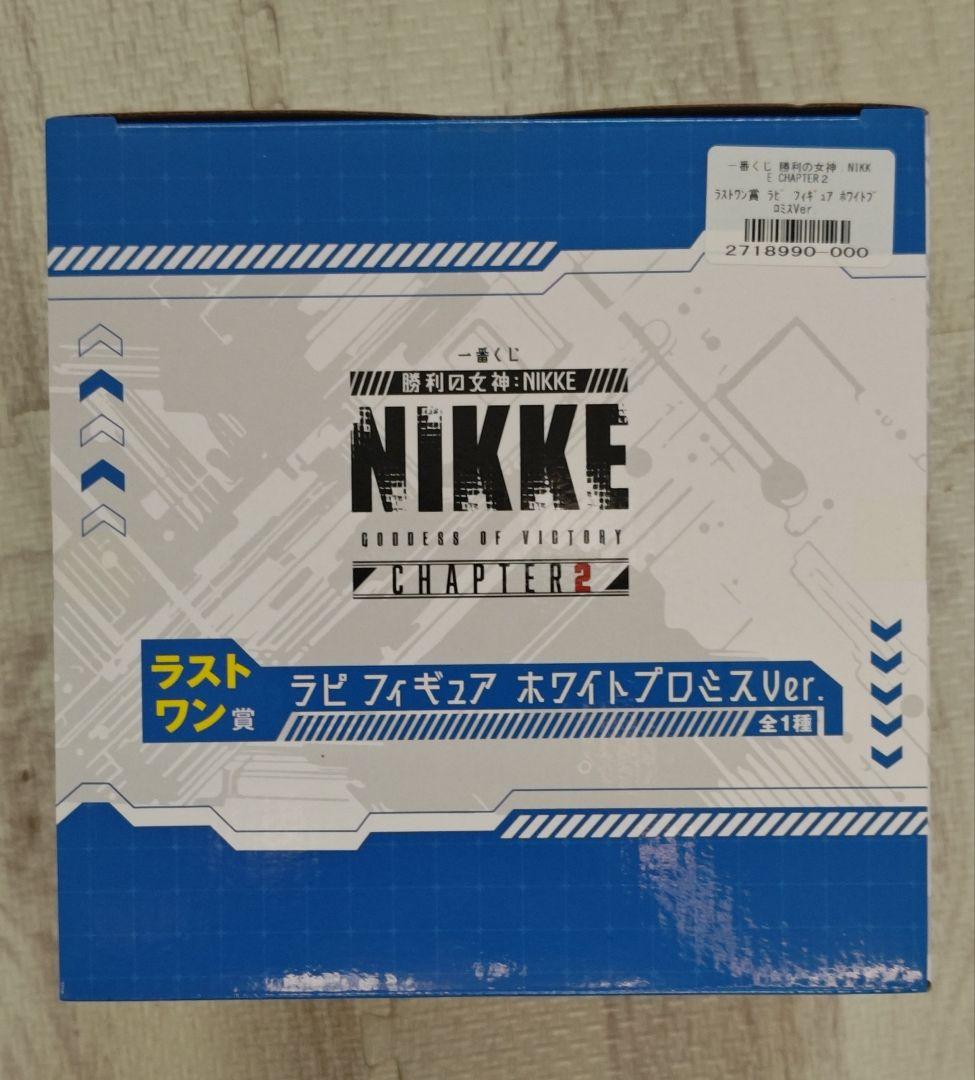 一番くじ 勝利の女神:NIKK
E CHAPTER2
ラストワン賞 ラピ フィギュア ホワイトプ
ロミスVer.
2718990-000
一番くじ
勝利の女神:NIKKE
NIKKE
GODDESS OF VICTORY
CHAPTER2
ラスト
ワン賞
ラピ フィギュア ホワイトプロミスVer.
全1種